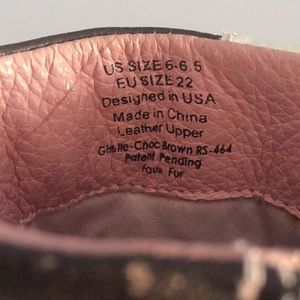 US SIZE 6-6.5
EU SIZE 22
Designed in USA
Made in China
Leather Upper
Choc Brown RS-464
Patent Pending
Faux Fur